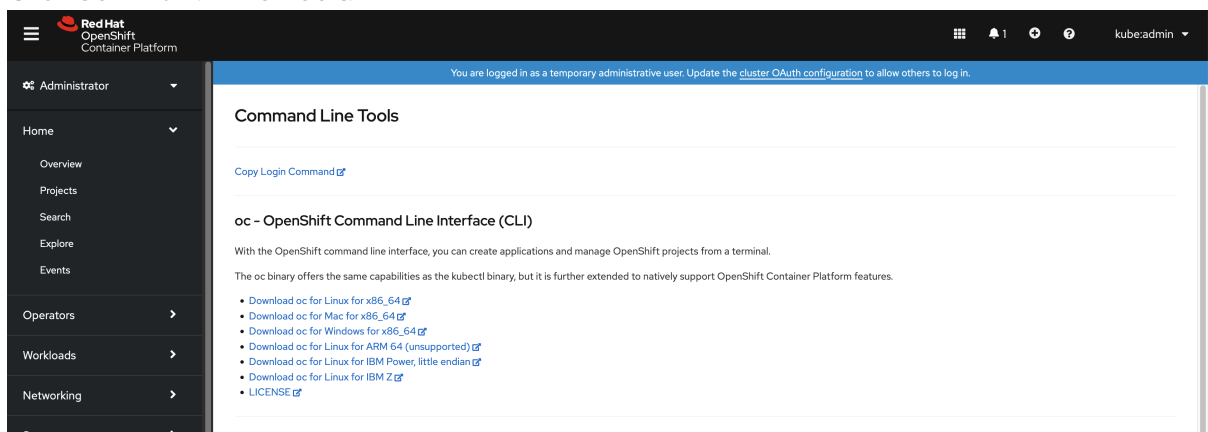 Red Hat
OpenShift
Container Platform
1
kube:admin
You are logged in as a temporary administrative user. Update the cluster OAuth configuration to allow others to log in.
Administrator
Home
Overview
Projects
Search
Explore
Events
Operators
Workloads
Networking
Command Line Tools
Copy Login Command
oc - OpenShift Command Line Interface (CLI)
With the OpenShift command line interface, you can create applications and manage OpenShift projects from a terminal.
The oc binary offers the same capabilities as the kubectl binary, but it is further extended to natively support OpenShift Container Platform features.
Download oc for Linux for x86_64
Download oc for Mac for x86_64
Download oc for Windows for x86_64
Download oc for Linux for ARM 64 (unsupported)
Download oc for Linux for IBM Power, little endian
Download oc for Linux for IBM Z
LICENSE